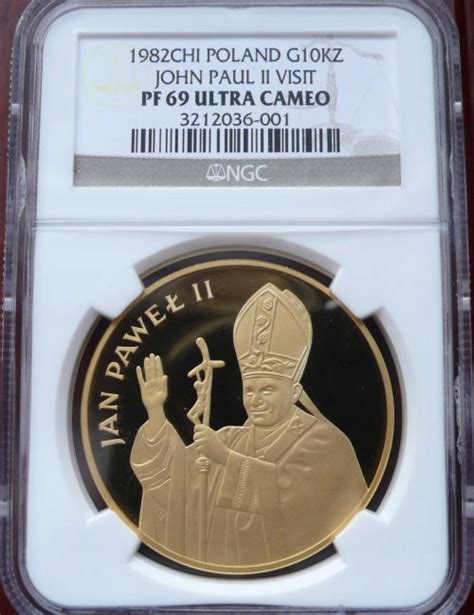 1982CHI POLAND G10KZ
JOHN PAUL II VISIT
PF 69 ULTRA CAMEO
3212036-001
NGC
JAN PAWEŁ II